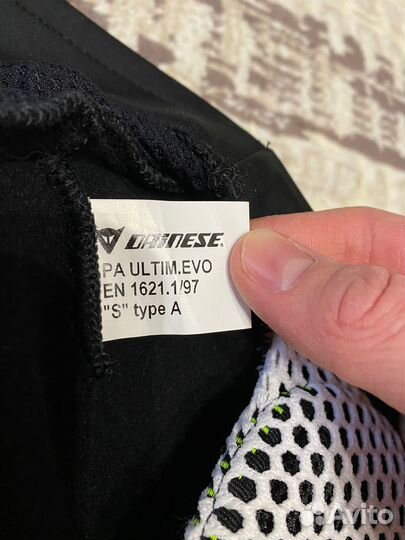 DAINESE®
PA ULTIM.EVO
EN 1621.1/97
"S" type A
Avito